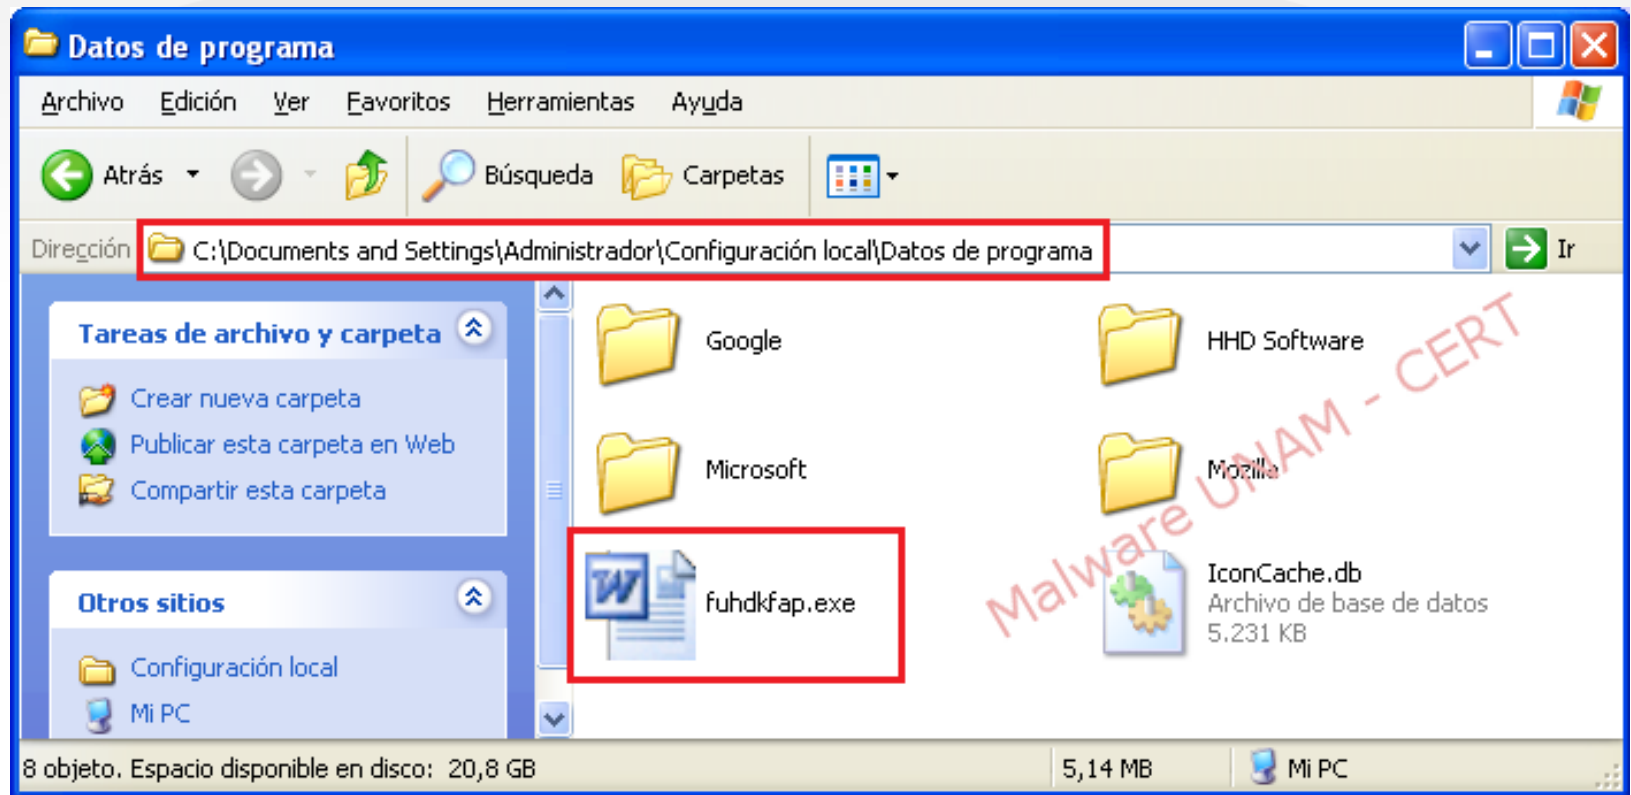 Datos de programa
Archivo Edición Ver Favoritos Herramientas Ayuda
Atrás Búsqueda Carpetas
Dirección C:\Documents and Settings\Administrador\Configuración local\Datos de programa Ir
Tareas de archivo y carpeta
Crear nueva carpeta
Publicar esta carpeta en Web
Compartir esta carpeta
Otros sitios
Configuración local
Mi PC
Google
HHD Software
Microsoft
Mozilla
fuhdkfap.exe
IconCache.db
Archivo de base de datos
5.231 KB
Malware UNAM - CERT
8 objeto. Espacio disponible en disco: 20,8 GB 5,14 MB Mi PC